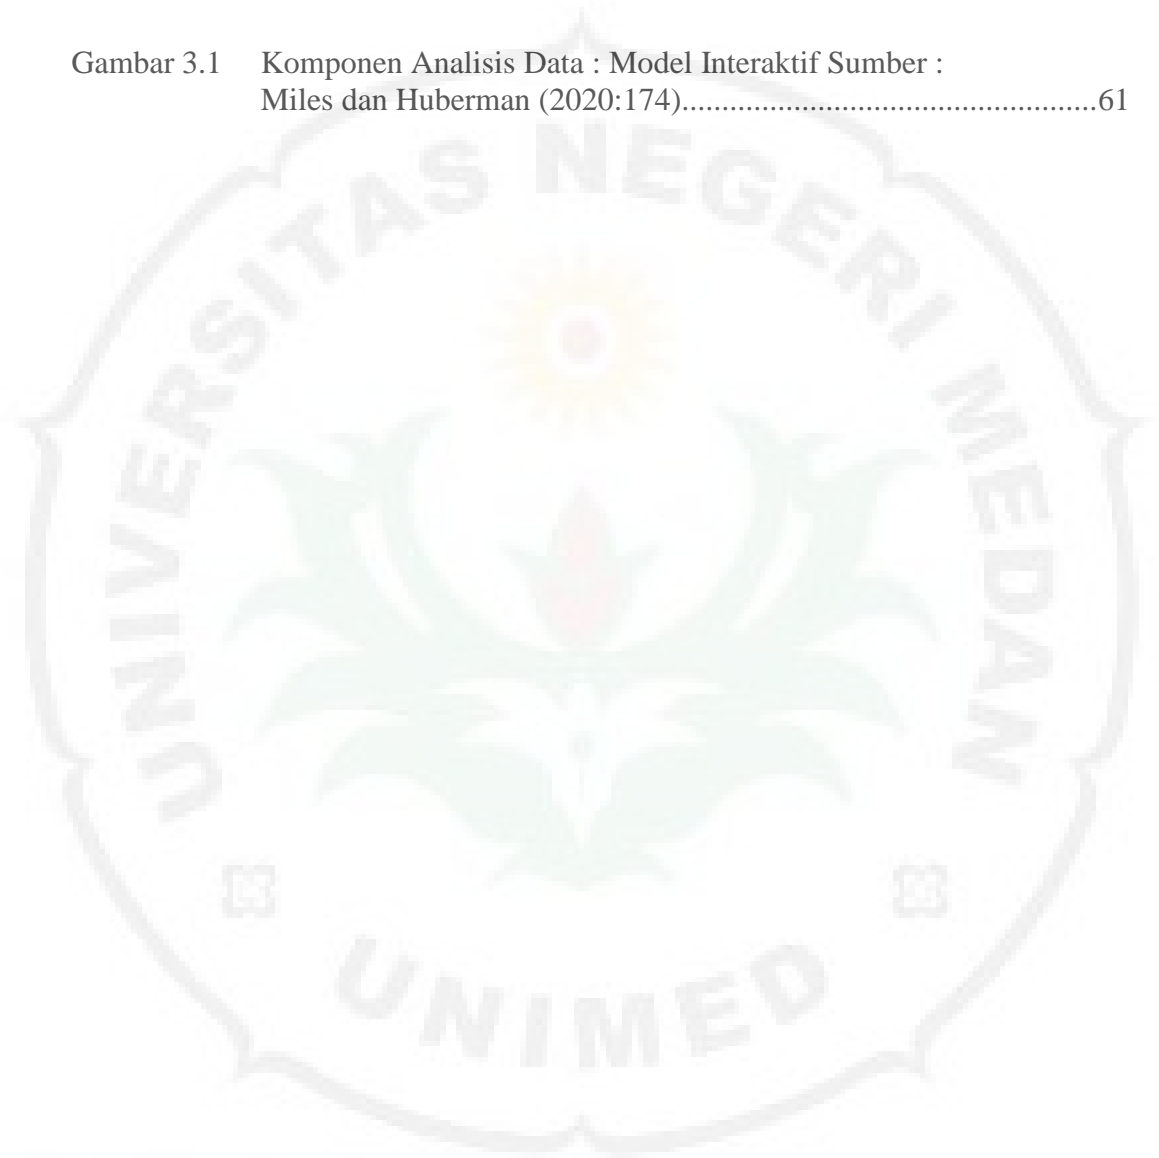 Gambar 3.1 Komponen Analisis Data : Model Interaktif Sumber :
Miles dan Huberman (2020:174)....................................................61
UNIVERSITAS NEGERI MEDAN
UNIMED